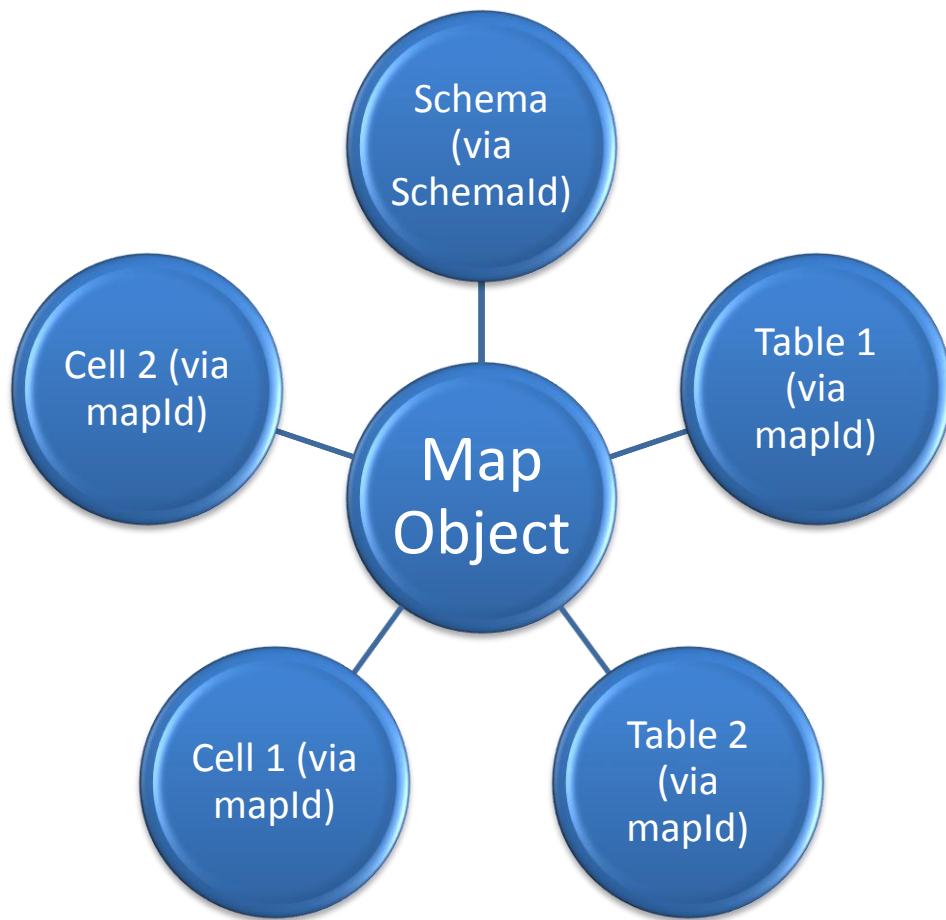 Schema
(via
SchemaId)
Cell 2 (via
mapId)
Table 1
(via
mapId)
Map
Object
Cell 1 (via
mapId)
Table 2
(via
mapId)